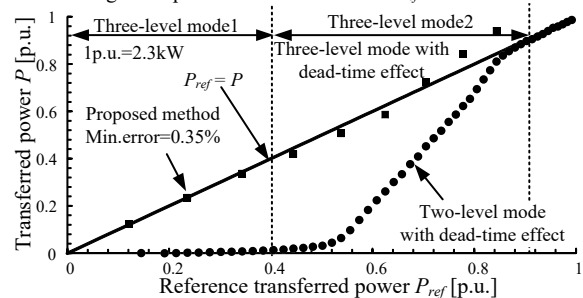 1
Three-level mode1
Three-level mode2
1p.u.=2.3kW
Three-level mode with
dead-time effect
0.8
P_ref = P
0.6
Proposed method
Min.error=0.35%
0.4
0.2
Two-level mode
with dead-time effect
0
Transferred power P [p.u.]
0 0.2 0.4 0.6 0.8 1
Reference transferred power P_ref [p.u.]